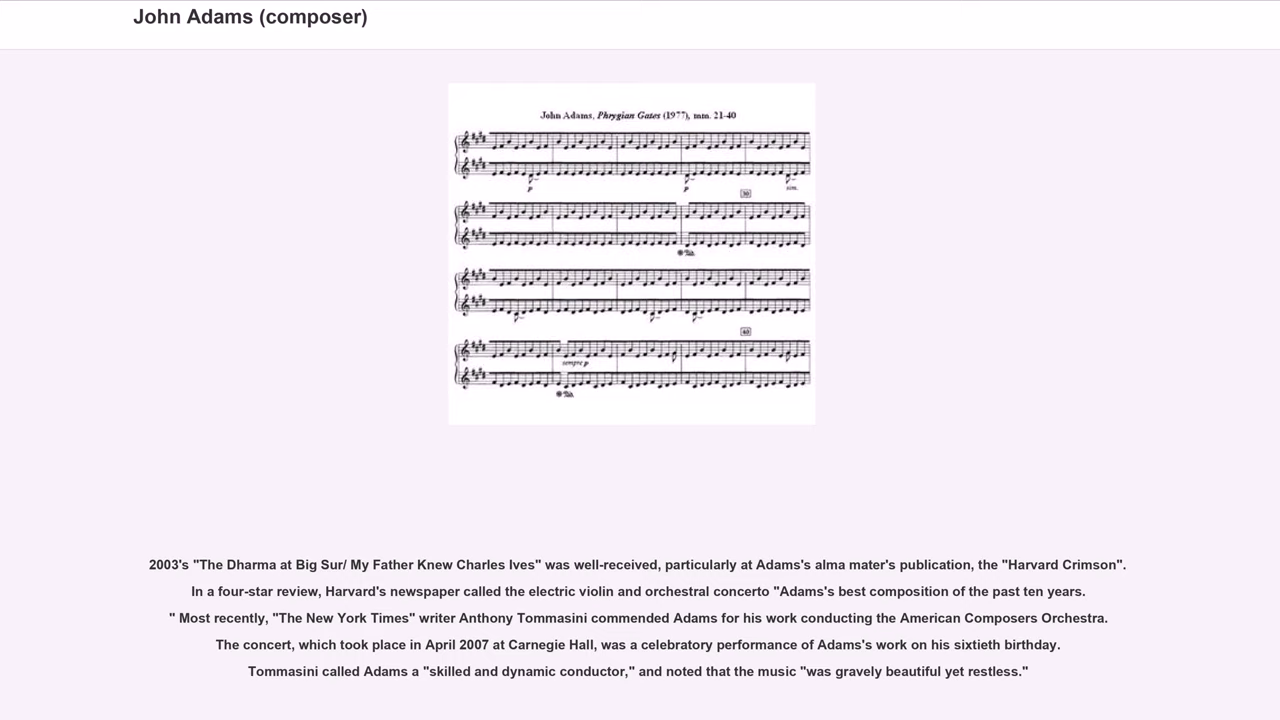 John Adams (composer)
John Adams, Phrygian Gates (1977), mm. 21-40
p
p
sim.
30
40
sempre p
2003's "The Dharma at Big Sur/ My Father Knew Charles Ives" was well-received, particularly at Adams's alma mater's publication, the "Harvard Crimson".
In a four-star review, Harvard's newspaper called the electric violin and orchestral concerto "Adams's best composition of the past ten years.
" Most recently, "The New York Times" writer Anthony Tommasini commended Adams for his work conducting the American Composers Orchestra.
The concert, which took place in April 2007 at Carnegie Hall, was a celebratory performance of Adams's work on his sixtieth birthday.
Tommasini called Adams a "skilled and dynamic conductor," and noted that the music "was gravely beautiful yet restless."